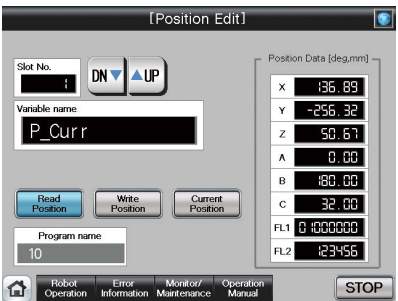 [Position Edit]
Slot No.
1
DN▼
▲UP
Variable name
P_Curr
Read
Position
Write
Position
Current
Position
Program name
10
Position Data [deg,mm]
X 136.89
Y -256.32
Z 50.67
A 0.00
B 180.00
C 32.00
FL1 01000000
FL2 123456
Robot
Operation
Error
Information
Monitor/
Maintenance
Operation
Manual
STOP